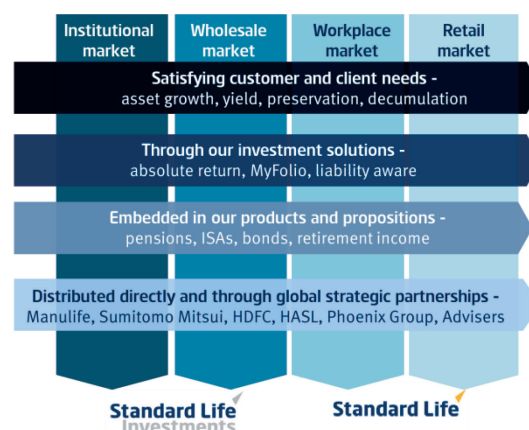 Institutional market
Wholesale market
Workplace market
Retail market
Satisfying customer and client needs -
asset growth, yield, preservation, decumulation
Through our investment solutions -
absolute return, MyFolio, liability aware
Embedded in our products and propositions -
pensions, ISAs, bonds, retirement income
Distributed directly and through global strategic partnerships -
Manulife, Sumitomo Mitsui, HDFC, HASL, Phoenix Group, Advisers
Standard Life
Investments
Standard Life